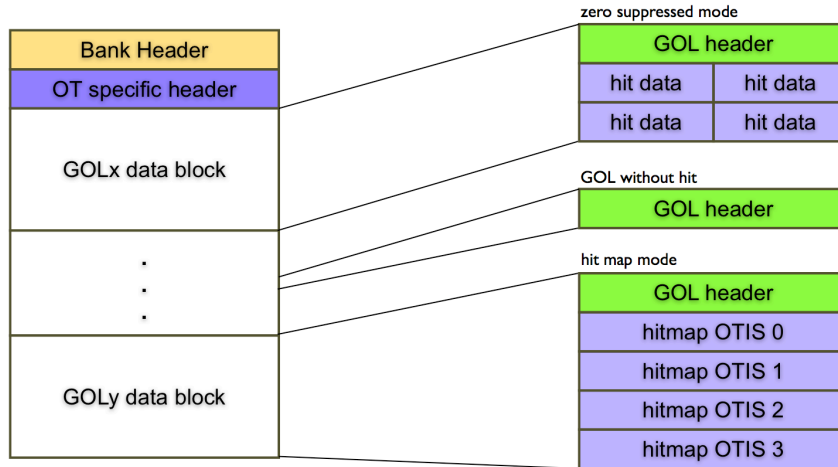 Bank Header
OT specific header
GOLx data block
.
.
.
GOLy data block
zero suppressed mode
GOL header
hit data hit data
hit data hit data
GOL without hit
GOL header
hit map mode
GOL header
hitmap OTIS 0
hitmap OTIS 1
hitmap OTIS 2
hitmap OTIS 3